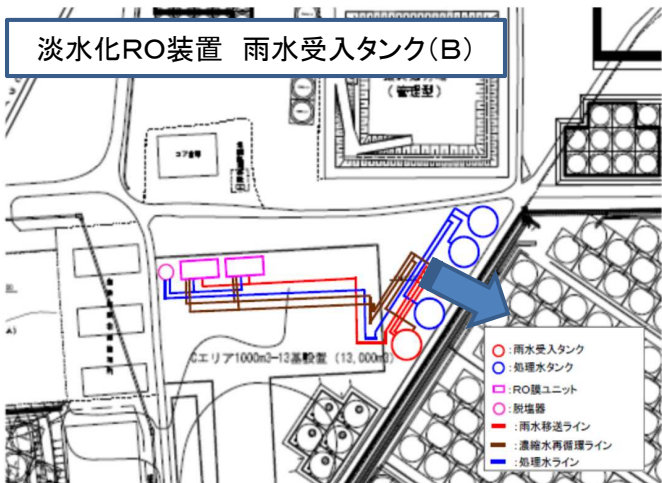 淡水化RO装置 雨水受入タンク(B)
(管理型)
コア倉庫
Cエリア1000m3-13基設置 (13,000m3)
〇:雨水受入タンク
〇:処理水タンク
:RO膜ユニット
〇:脱塩器
:雨水移送ライン
:濃縮水再循環ライン
:処理水ライン